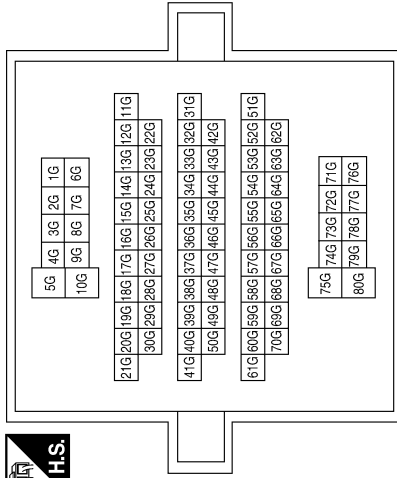 H.S.
5G 4G 3G 2G 1G
10G 9G 8G 7G 6G
21G 20G 19G 18G 17G 16G 15G 14G 13G 12G 11G
30G 29G 28G 27G 26G 25G 24G 23G 22G
41G 40G 39G 38G 37G 36G 35G 34G 33G 32G 31G
50G 49G 48G 47G 46G 45G 44G 43G 42G
61G 60G 59G 58G 57G 56G 55G 54G 53G 52G 51G
70G 69G 68G 67G 66G 65G 64G 63G 62G
75G 74G 73G 72G 71G
80G 79G 78G 77G 76G